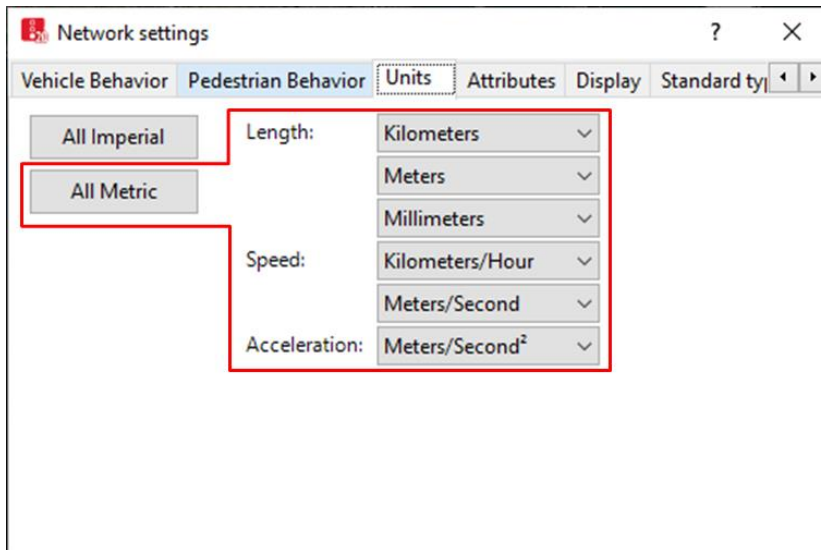 Network settings ? ×
Vehicle Behavior Pedestrian Behavior Units Attributes Display Standard
All Imperial Length: Kilometers
All Metric Meters
Millimeters
Speed: Kilometers/Hour
Meters/Second
Acceleration: Meters/Second²